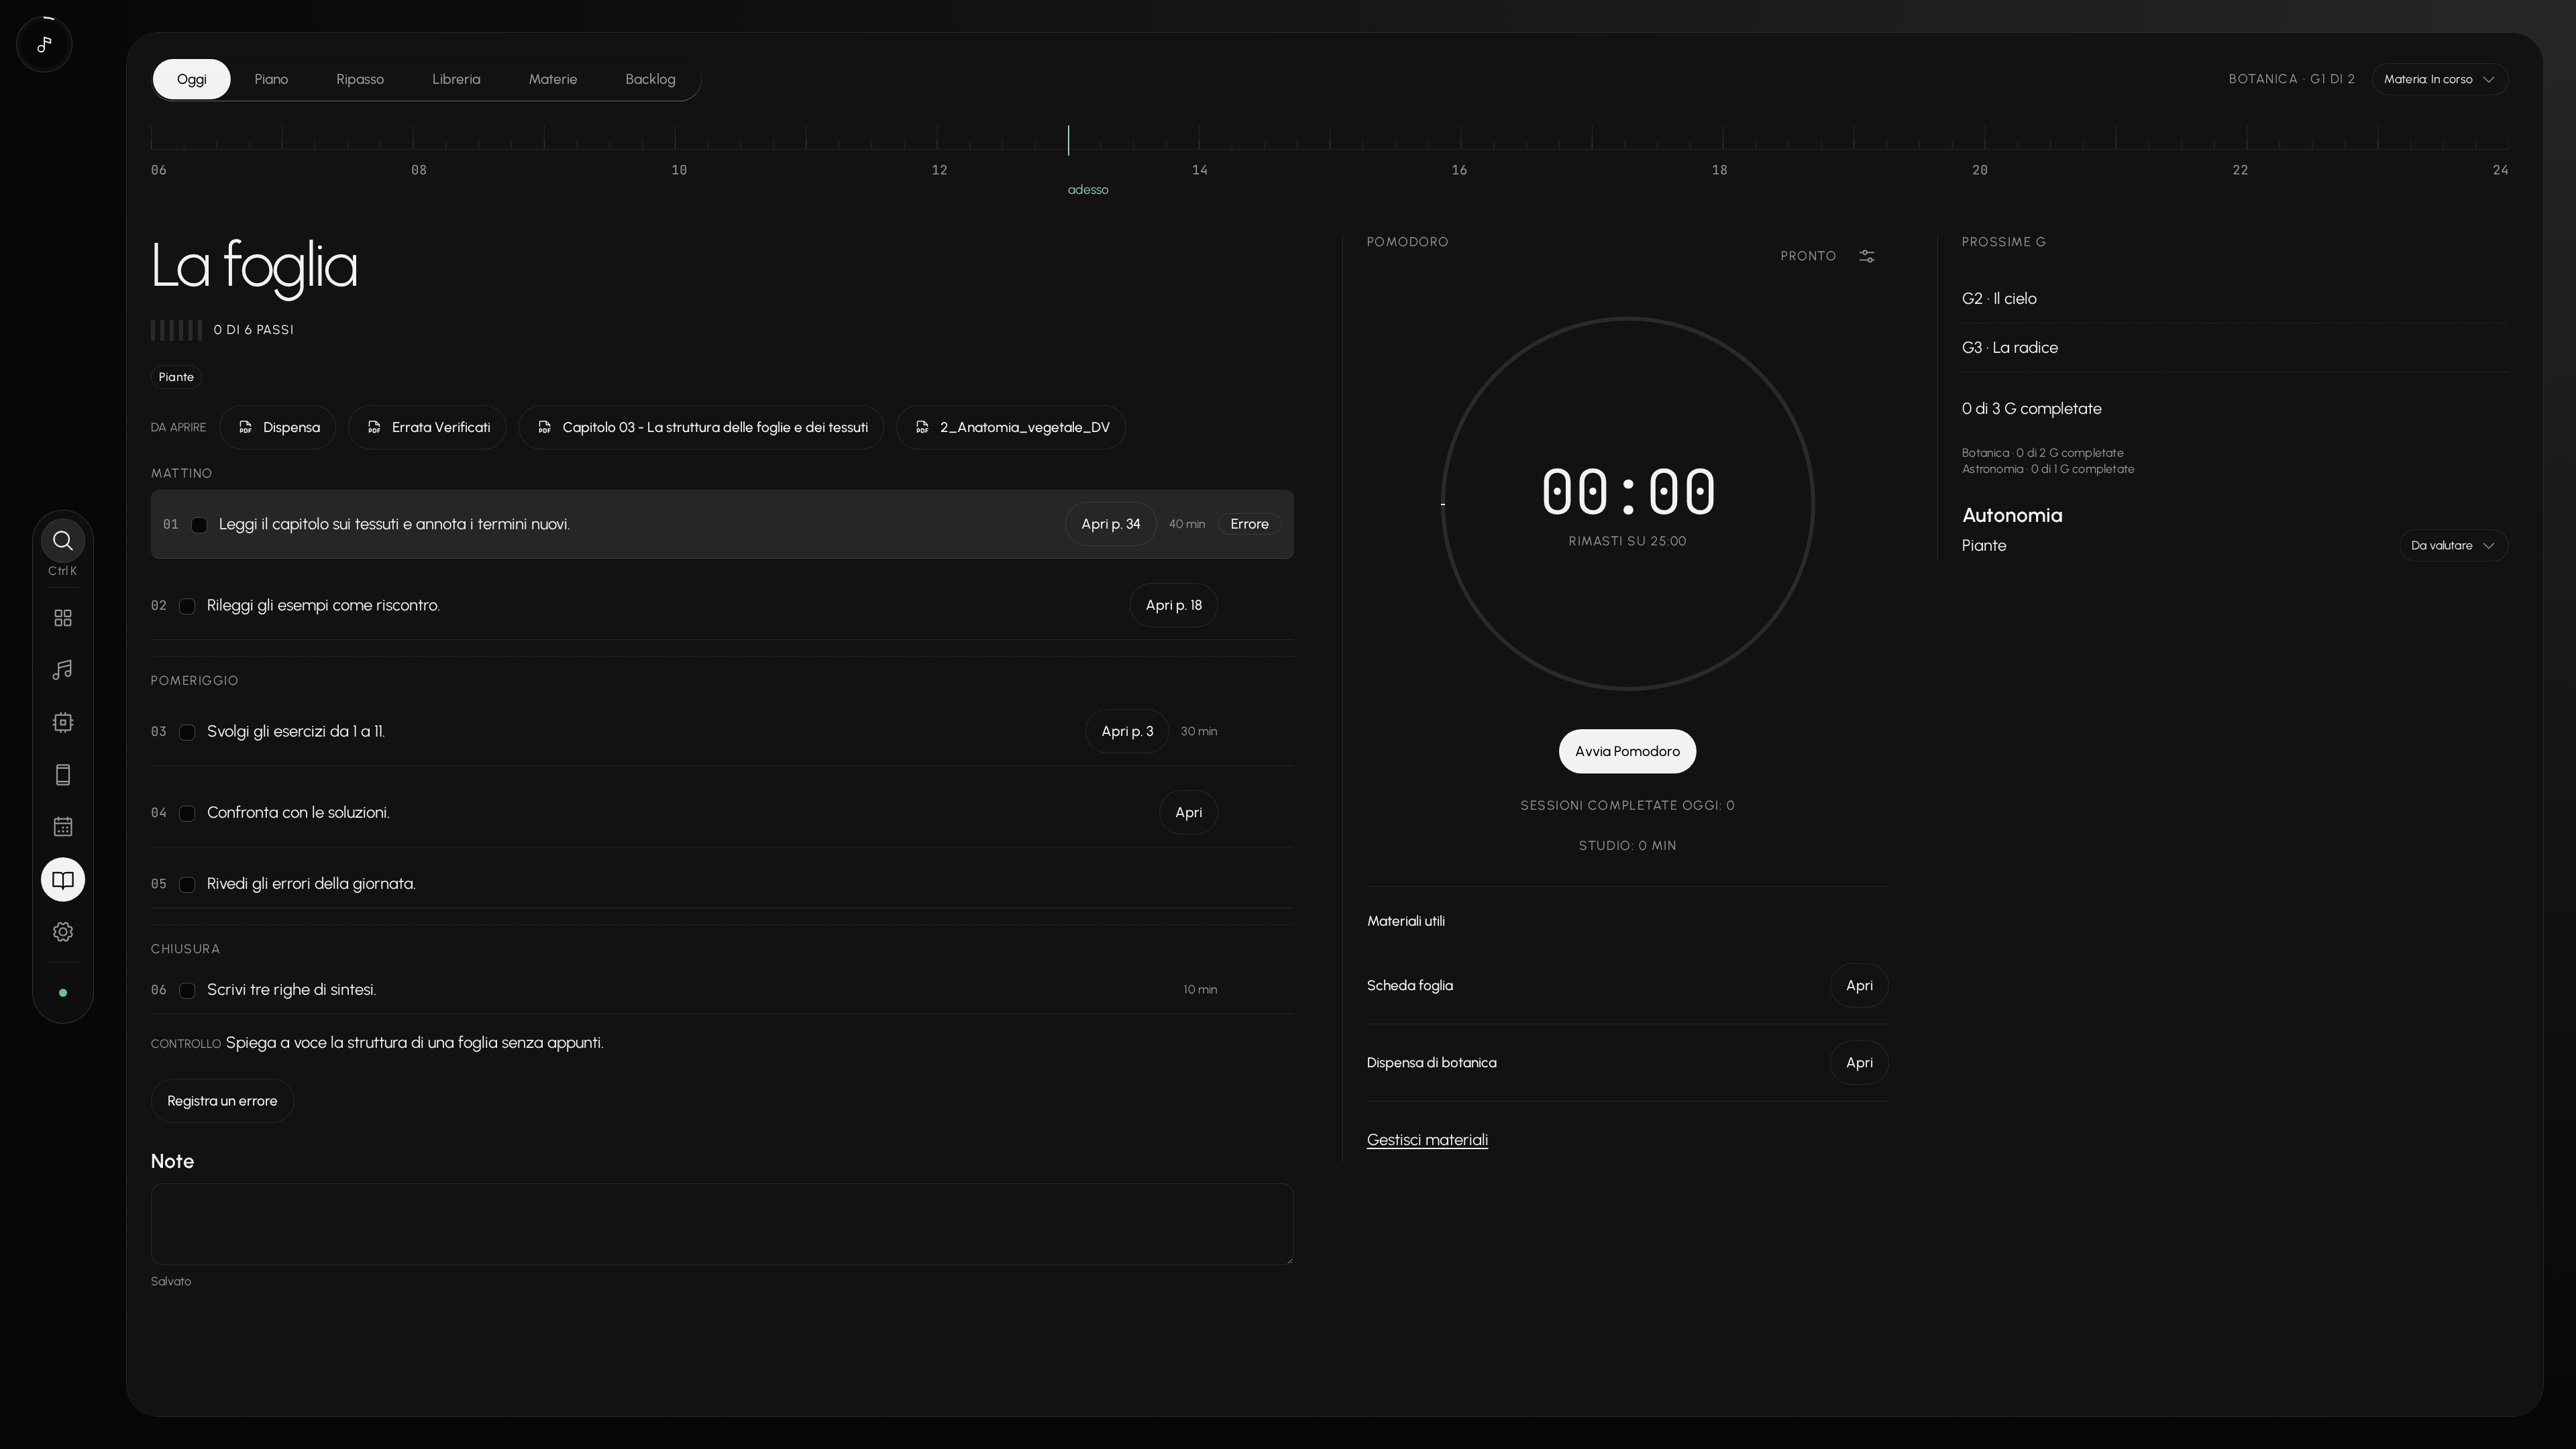 Oggi Piano Ripasso Libreria Materie Backlog BOTANICA · G1 DI 2 Materia: In corso
06 08 10 12 14 16 18 20 22 24
adesso
La foglia
0 DI 6 PASSI
Piante
DA APRIRE Dispensa Errata Verificati Capitolo 03 - La struttura delle foglie e dei tessuti 2_Anatomia_vegetale_DV
MATTINO
01 Leggi il capitolo sui tessuti e annota i termini nuovi. Apri p. 34 40 min Errore
02 Rileggi gli esempi come riscontro. Apri p. 18
POMERIGGIO
03 Svolgi gli esercizi da 1 a 11. Apri p. 3 30 min
04 Confronta con le soluzioni. Apri
05 Rivedi gli errori della giornata.
CHIUSURA
06 Scrivi tre righe di sintesi. 10 min
CONTROLLO Spiega a voce la struttura di una foglia senza appunti.
Registra un errore
Note
Salvato
POMODORO
PRONTO
00:00
RIMASTI SU 25:00
Avvia Pomodoro
SESSIONI COMPLETATE OGGI: 0
STUDIO: 0 MIN
Materiali utili
Scheda foglia Apri
Dispensa di botanica Apri
Gestisci materiali
PROSSIME G
G2 · Il cielo
G3 · La radice
0 di 3 G completate
Botanica · 0 di 2 G completate
Astronomia · 0 di 1 G completate
Autonomia
Piante Da valutare
Ctrl K